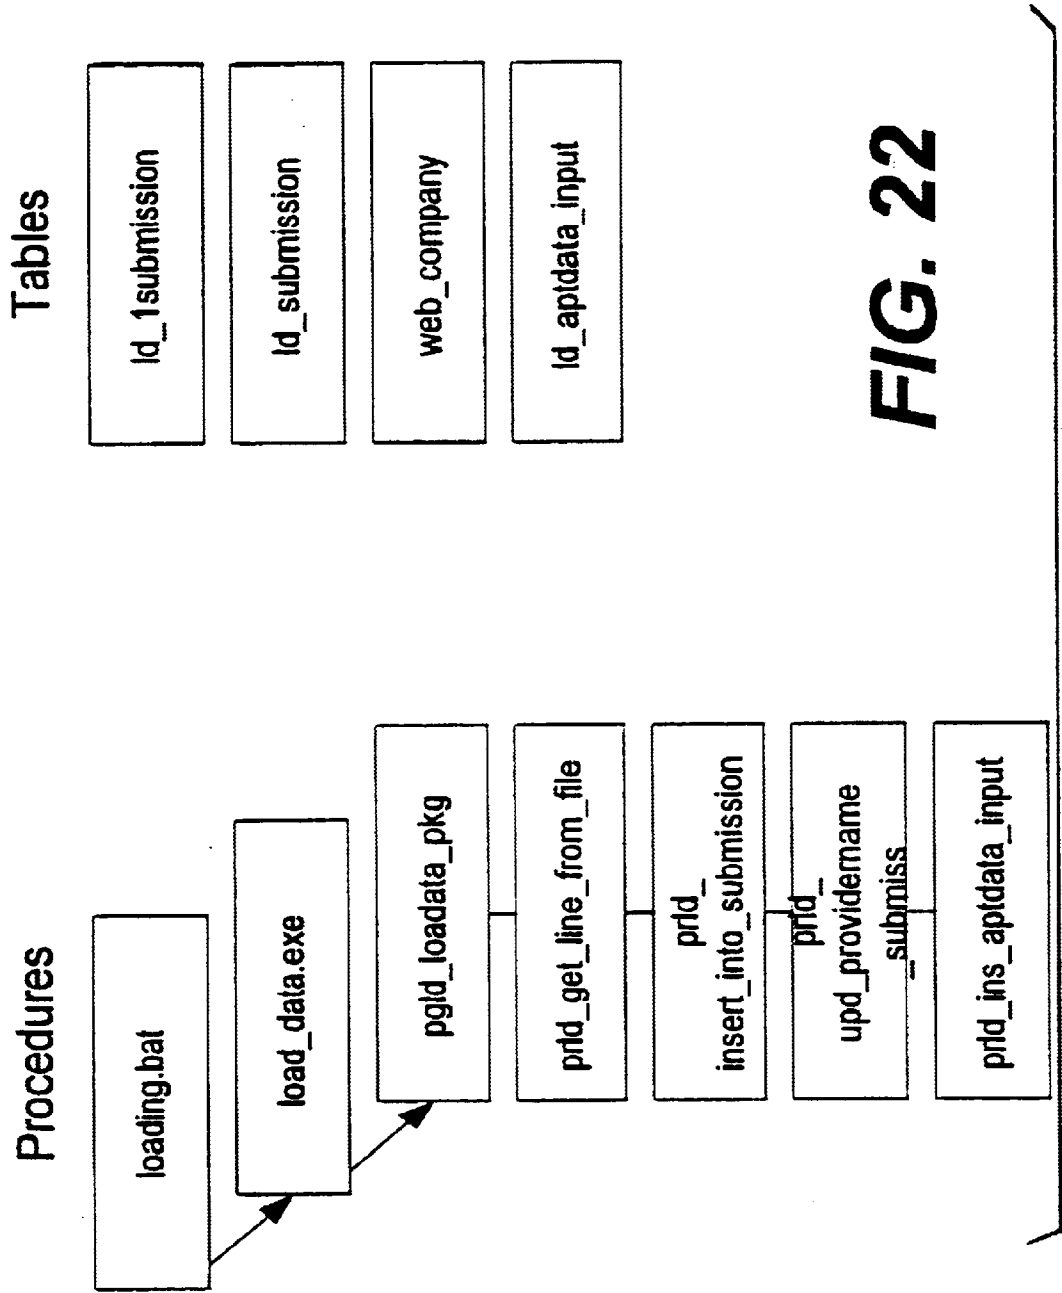 Procedures
loading.bat
load_data.exe
pgld_loadata_pkg
prld_get_line_from_file
prld_
insert_into_submission
prld_
upd_providername
_submiss
prld_ins_aptdata_input
Tables
ld_1submission
ld_submission
web_company
ld_aptdata_input
FIG. 22